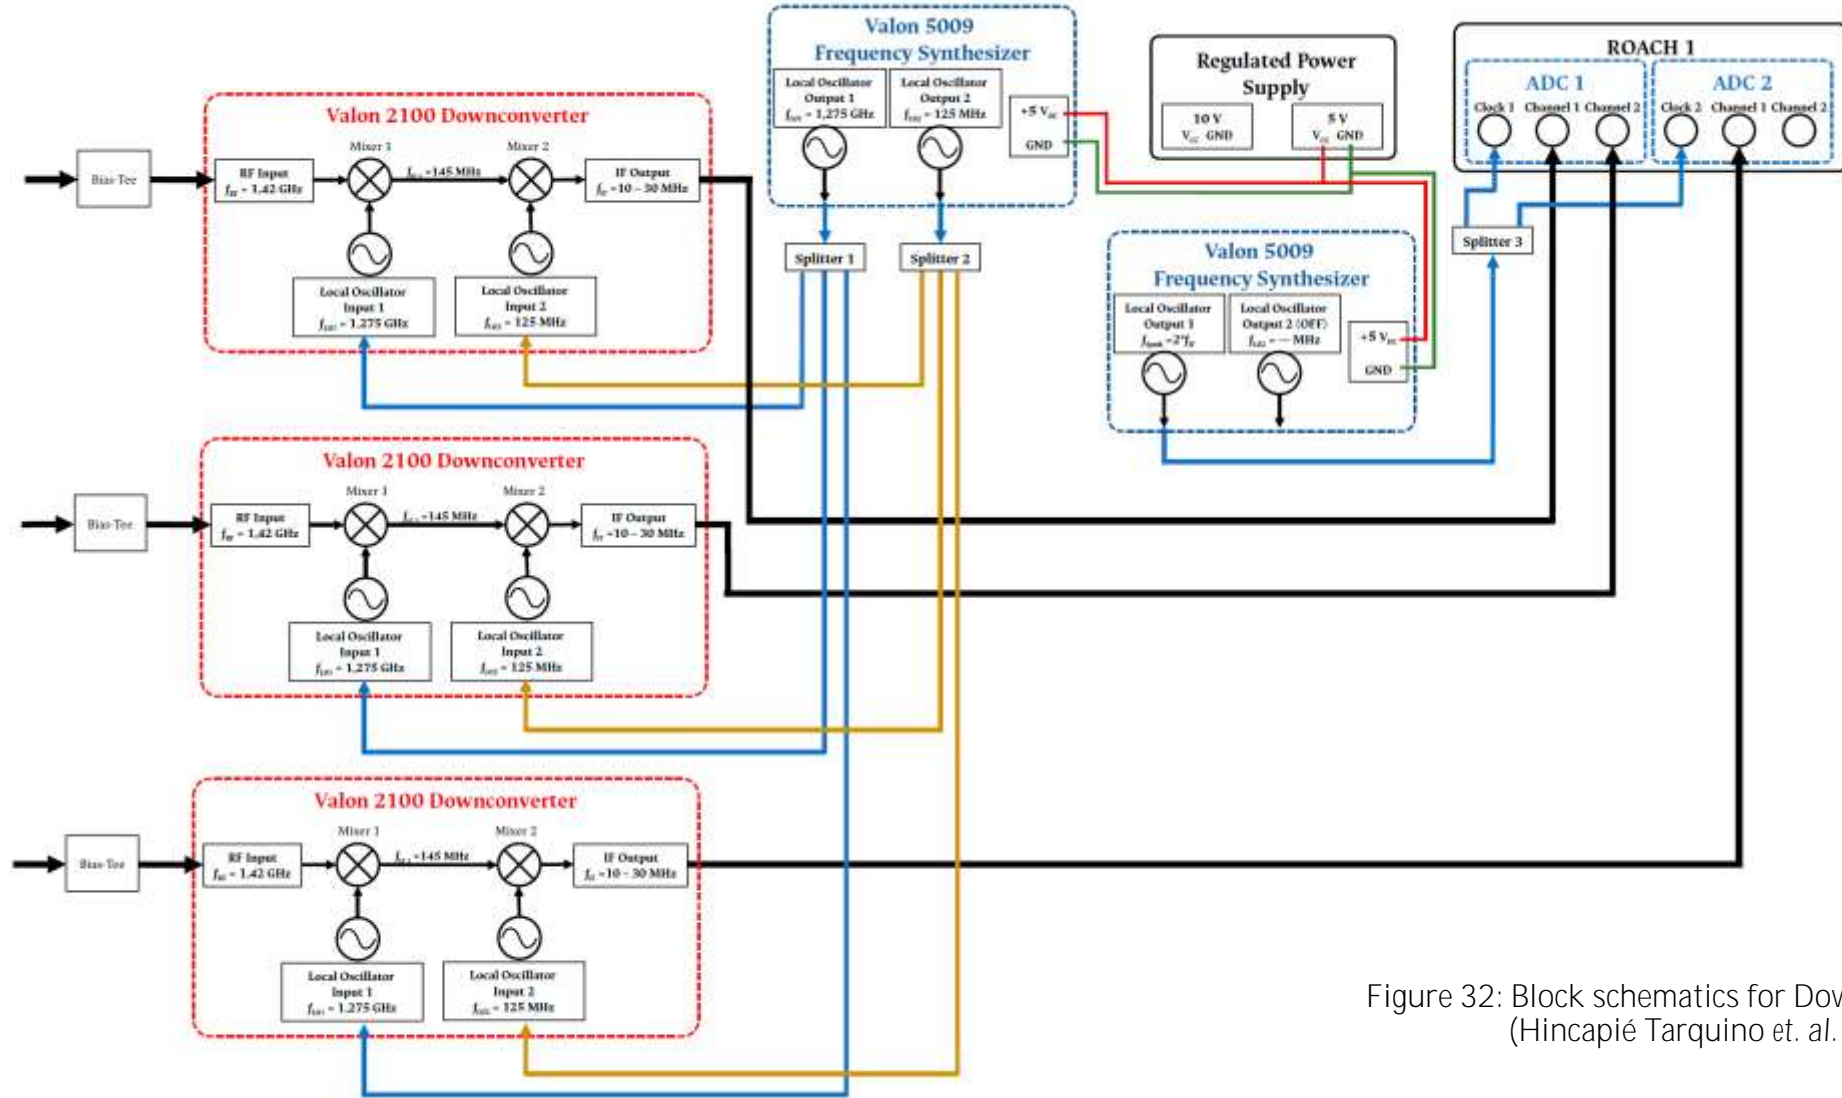 Valon 5009
Frequency Synthesizer
Local Oscillator
Output 1
f_LO1 = 1,275 GHz
Local Oscillator
Output 2
f_LO2 = 125 MHz
+5 V_DC
GND
Regulated Power
Supply
10 V
V_CC GND
5 V
V_CC GND
ROACH 1
ADC 1
Clock 1 Channel 1 Channel 2
ADC 2
Clock 2 Channel 1 Channel 2
Splitter 1
Splitter 2
Splitter 3
Valon 5009
Frequency Synthesizer
Local Oscillator
Output 1
=2*f_IF
Local Oscillator
Output 2 (OFF)
f_LO2 = --- MHz
+5 V_DC
GND
Valon 2100 Downconverter
Bias-Tee
RF Input
f_RF = 1,42 GHz
Mixer 1
=145 MHz
Mixer 2
IF Output
f_IF =10 – 30 MHz
Local Oscillator
Input 1
f_LO1 = 1,275 GHz
Local Oscillator
Input 2
f_LO2 = 125 MHz
Valon 2100 Downconverter
Bias-Tee
RF Input
f_RF = 1,42 GHz
Mixer 1
=145 MHz
Mixer 2
IF Output
f_IF =10 – 30 MHz
Local Oscillator
Input 1
f_LO1 = 1,275 GHz
Local Oscillator
Input 2
f_LO2 = 125 MHz
Valon 2100 Downconverter
Bias-Tee
RF Input
f_RF = 1,42 GHz
Mixer 1
=145 MHz
Mixer 2
IF Output
f_IF =10 – 30 MHz
Local Oscillator
Input 1
f_LO1 = 1,275 GHz
Local Oscillator
Input 2
f_LO2 = 125 MHz
Figure 32: Block schematics for Dow
(Hincapié Tarquino et. al.